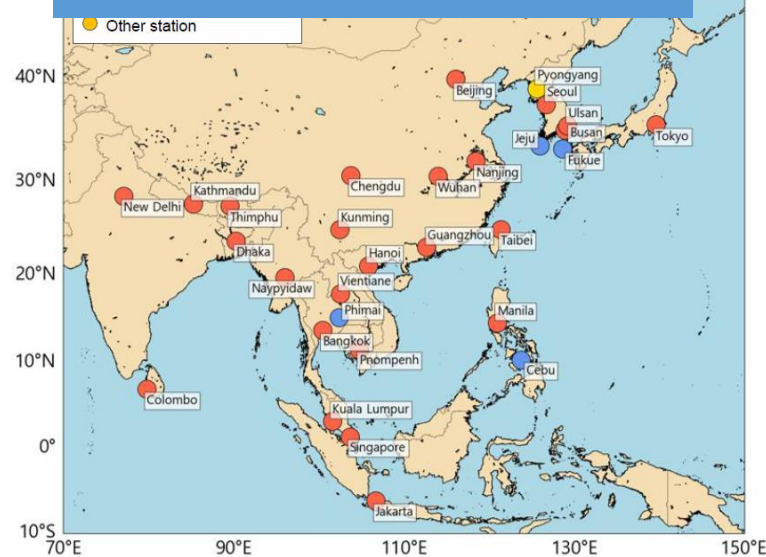 Other station
40°N
30°N
20°N
10°N
0°
10°S
70°E
90°E
110°E
130°E
150°E
Pyongyang
Seoul
Beijing
Ulsan
Busan
Jeju
Fukue
Tokyo
Nanjing
Wuhan
Chengdu
Kathmandu
New Delhi
Thimphu
Kunming
Guangzhou
Taibei
Dhaka
Hanoi
Naypyidaw
Vientiane
Phimai
Manila
Bangkok
Pnompenh
Cebu
Colombo
Kuala Lumpur
Singapore
Jakarta